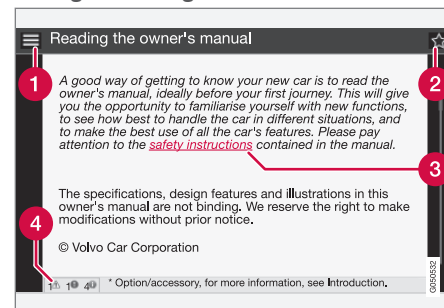 Reading the owner's manual
1
2
A good way of getting to know your new car is to read the
owner's manual, ideally before your first journey. This will give
you the opportunity to familiarise yourself with new functions,
to see how best to handle the car in different situations, and
to make the best use of all the car's features. Please pay
attention to the safety instructions contained in the manual.
3
The specifications, design features and illustrations in this
owner's manual are not binding. We reserve the right to make
modifications without prior notice.
© Volvo Car Corporation
4
1 1 4 * Option/accessory, for more information, see Introduction.
G050532